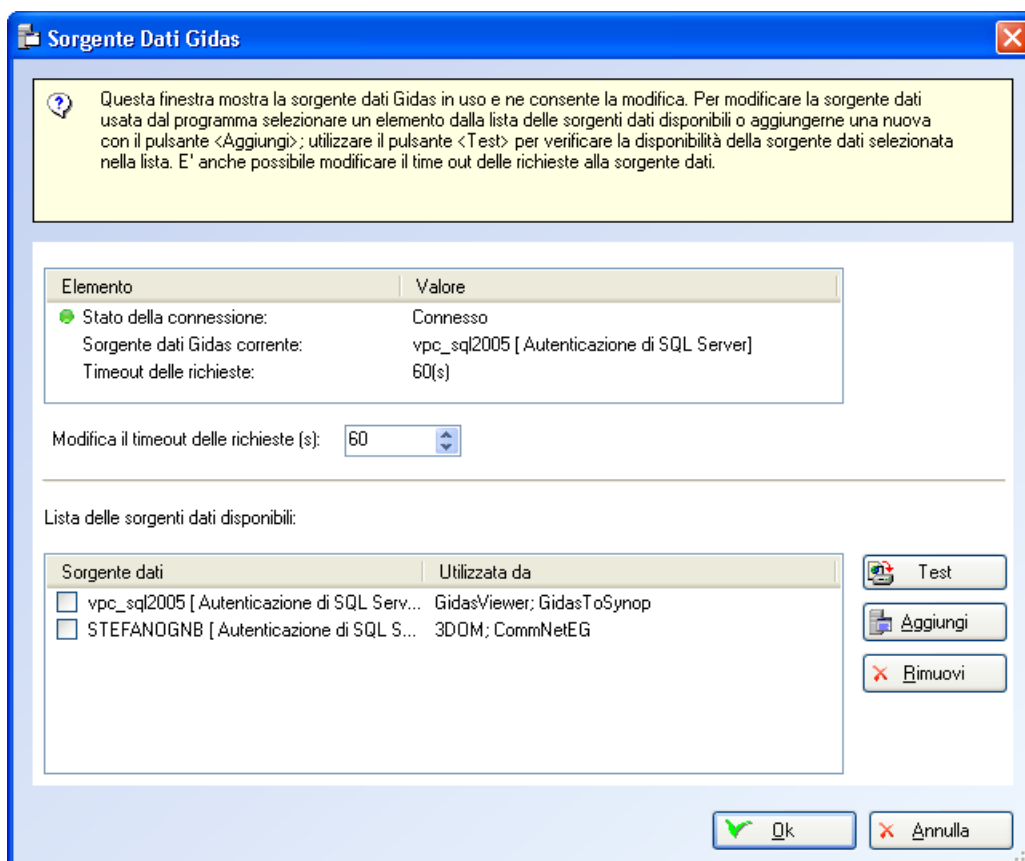 Sorgente Dati Gidas
Questa finestra mostra la sorgente dati Gidas in uso e ne consente la modifica. Per modificare la sorgente dati
usata dal programma selezionare un elemento dalla lista delle sorgenti dati disponibili o aggiungerne una nuova
con il pulsante <Aggiungi>; utilizzare il pulsante <Test> per verificare la disponibilità della sorgente dati selezionata
nella lista. E' anche possibile modificare il time out delle richieste alla sorgente dati.
Elemento Valore
Stato della connessione: Connesso
Sorgente dati Gidas corrente: vpc_sql2005 [ Autenticazione di SQL Server]
Timeout delle richieste: 60(s)
Modifica il timeout delle richieste (s): 60
Lista delle sorgenti dati disponibili:
Sorgente dati Utilizzata da
vpc_sql2005 [ Autenticazione di SQL Serv... GidasViewer; GidasToSynop
STEFANOGNB [ Autenticazione di SQL S... 3DOM; CommNetEG
Test
Aggiungi
Rimuovi
Ok Annulla